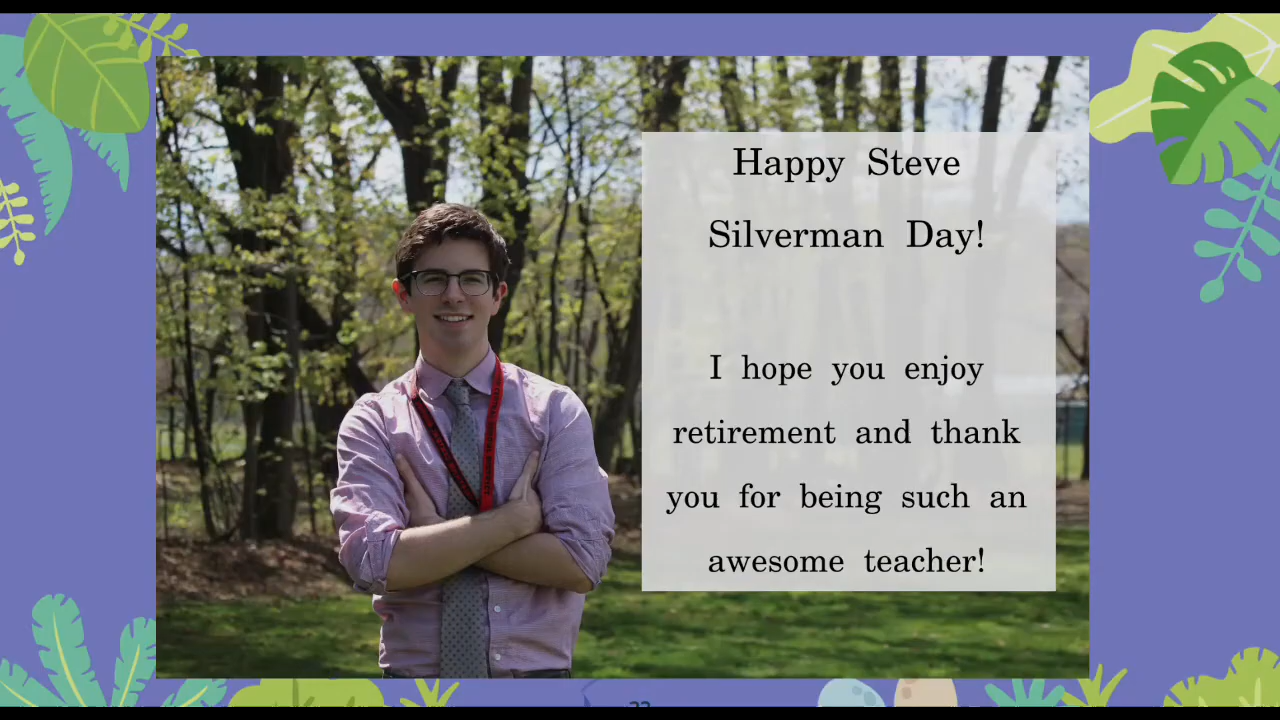 Happy Steve
Silverman Day!
I hope you enjoy
retirement and thank
you for being such an
awesome teacher!